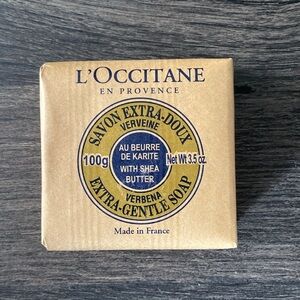 L'OCCITANE
EN PROVENCE
SAVON EXTRA-DOUX
VERVEINE
100g
AU BEURRE
DE KARITE
WITH SHEA
BUTTER
Net Wt 3.5 oz.
VERBENA
EXTRA-GENTLE SOAP
Made in France